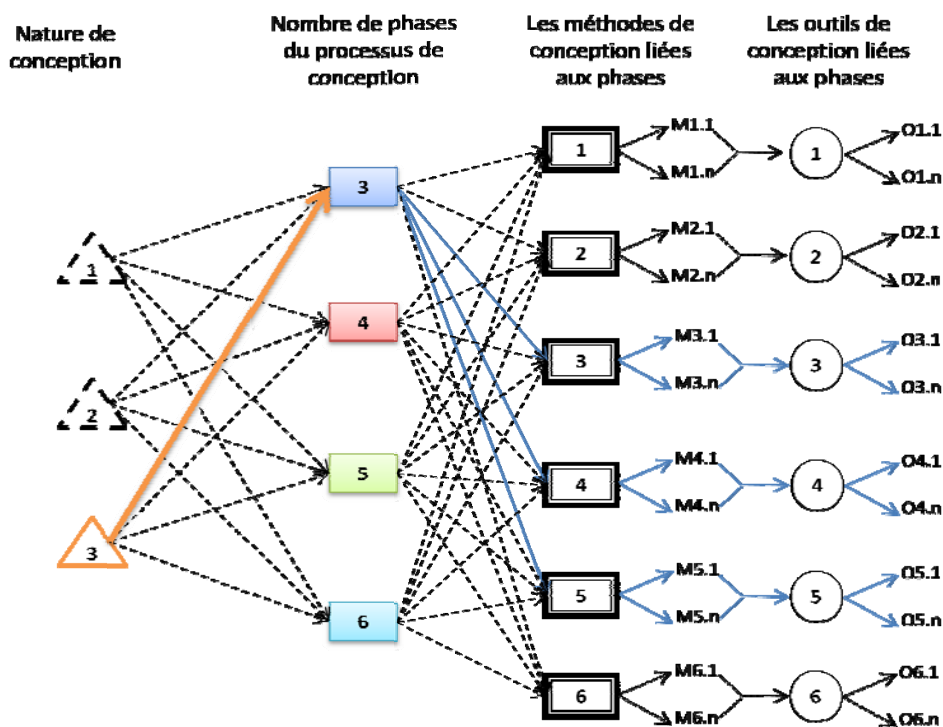 Nature de
conception
Nombre de phases
du processus de
conception
Les méthodes de
conception liées
aux phases
Les outils de
conception liées
aux phases
1
2
3
3
4
5
6
1
M1.1
M1.n
1
O1.1
O1.n
2
M2.1
M2.n
2
O2.1
O2.n
3
M3.1
M3.n
3
O3.1
O3.n
4
M4.1
M4.n
4
O4.1
O4.n
5
M5.1
M5.n
5
O5.1
O5.n
6
M6.1
M6.n
6
O6.1
O6.n